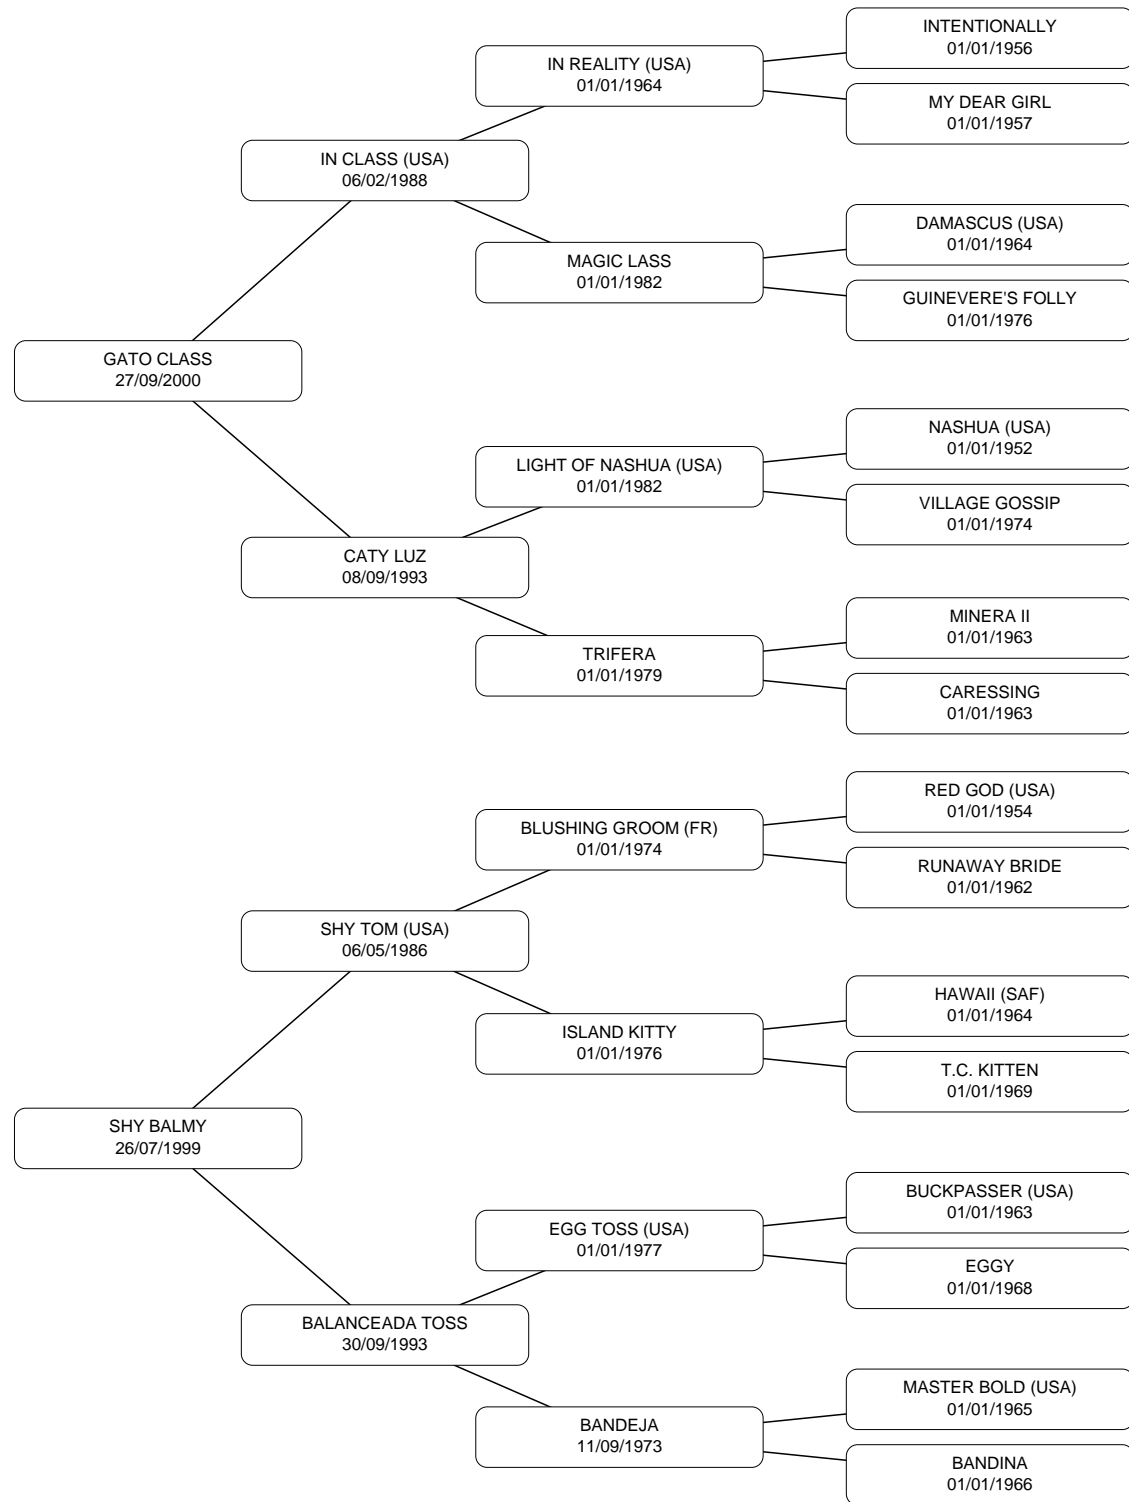 INTENTIONALLY
01/01/1956
IN REALITY (USA)
01/01/1964
MY DEAR GIRL
01/01/1957
IN CLASS (USA)
06/02/1988
DAMASCUS (USA)
01/01/1964
MAGIC LASS
01/01/1982
GUINEVERE'S FOLLY
01/01/1976
GATO CLASS
27/09/2000
NASHUA (USA)
01/01/1952
LIGHT OF NASHUA (USA)
01/01/1982
VILLAGE GOSSIP
01/01/1974
CATY LUZ
08/09/1993
MINERA II
01/01/1963
TRIFERA
01/01/1979
CARESSING
01/01/1963
RED GOD (USA)
01/01/1954
BLUSHING GROOM (FR)
01/01/1974
RUNAWAY BRIDE
01/01/1962
SHY TOM (USA)
06/05/1986
HAWAII (SAF)
01/01/1964
ISLAND KITTY
01/01/1976
T.C. KITTEN
01/01/1969
SHY BALMY
26/07/1999
BUCKPASSER (USA)
01/01/1963
EGG TOSS (USA)
01/01/1977
EGGY
01/01/1968
BALANCEADA TOSS
30/09/1993
MASTER BOLD (USA)
01/01/1965
BANDEJA
11/09/1973
BANDINA
01/01/1966